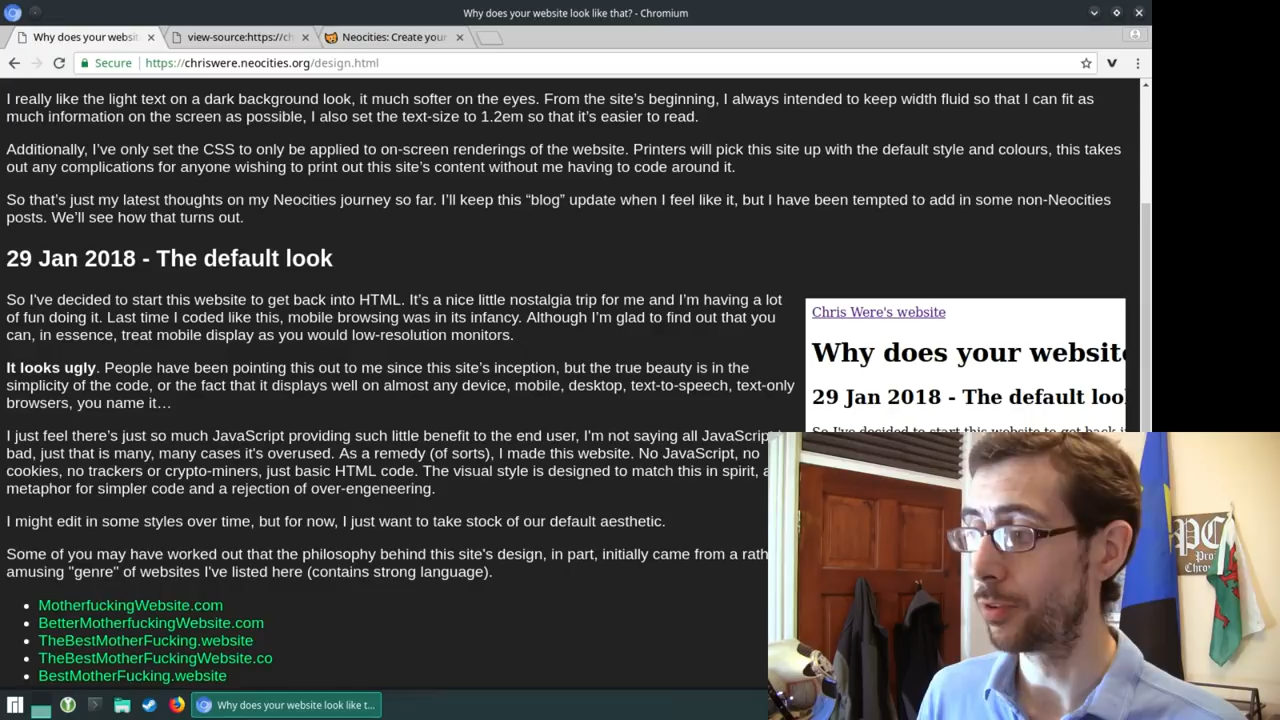 Why does your website look like that? - Chromium
Why does your websit
view-source:https://ch
Neocities: Create your
Secure
https://chriswere.neocities.org/design.html
I really like the light text on a dark background look, it much softer on the eyes. From the site’s beginning, I always intended to keep width fluid so that I can fit as
much information on the screen as possible, I also set the text-size to 1.2em so that it’s easier to read.
Additionally, I’ve only set the CSS to only be applied to on-screen renderings of the website. Printers will pick this site up with the default style and colours, this takes
out any complications for anyone wishing to print out this site’s content without me having to code around it.
So that’s just my latest thoughts on my Neocities journey so far. I’ll keep this “blog” update when I feel like it, but I have been tempted to add in some non-Neocities
posts. We’ll see how that turns out.
29 Jan 2018 - The default look
So I've decided to start this website to get back into HTML. It’s a nice little nostalgia trip for me and I’m having a lot
of fun doing it. Last time I coded like this, mobile browsing was in its infancy. Although I’m glad to find out that you
can, in essence, treat mobile display as you would low-resolution monitors.
It looks ugly. People have been pointing this out to me since this site’s inception, but the true beauty is in the
simplicity of the code, or the fact that it displays well on almost any device, mobile, desktop, text-to-speech, text-only
browsers, you name it…
I just feel there’s just so much JavaScript providing such little benefit to the end user, I'm not saying all JavaScrip
bad, just that is many, many cases it's overused. As a remedy (of sorts), I made this website. No JavaScript, no
cookies, no trackers or crypto-miners, just basic HTML code. The visual style is designed to match this in spirit, a
metaphor for simpler code and a rejection of over-engeneering.
I might edit in some styles over time, but for now, I just want to take stock of our default aesthetic.
Some of you may have worked out that the philosophy behind this site's design, in part, initially came from a rath
amusing "genre" of websites I've listed here (contains strong language).
MotherfuckingWebsite.com
BetterMotherfuckingWebsite.com
TheBestMotherFucking.website
TheBestMotherFuckingWebsite.co
BestMotherFucking.website
Chris Were's website
Why does your website
29 Jan 2018 - The default loo
So I've decided to start this website to get back i
PC
Pro
Chro
Why does your website look like t...